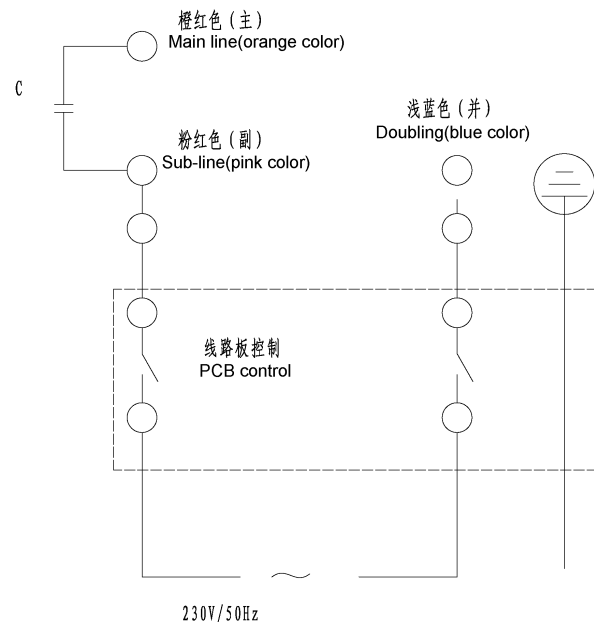 橙红色（主）
Main line(orange color)
C
浅蓝色（并）
Doubling(blue color)
粉红色（副）
Sub-line(pink color)
线路板控制
PCB control
230V/50Hz